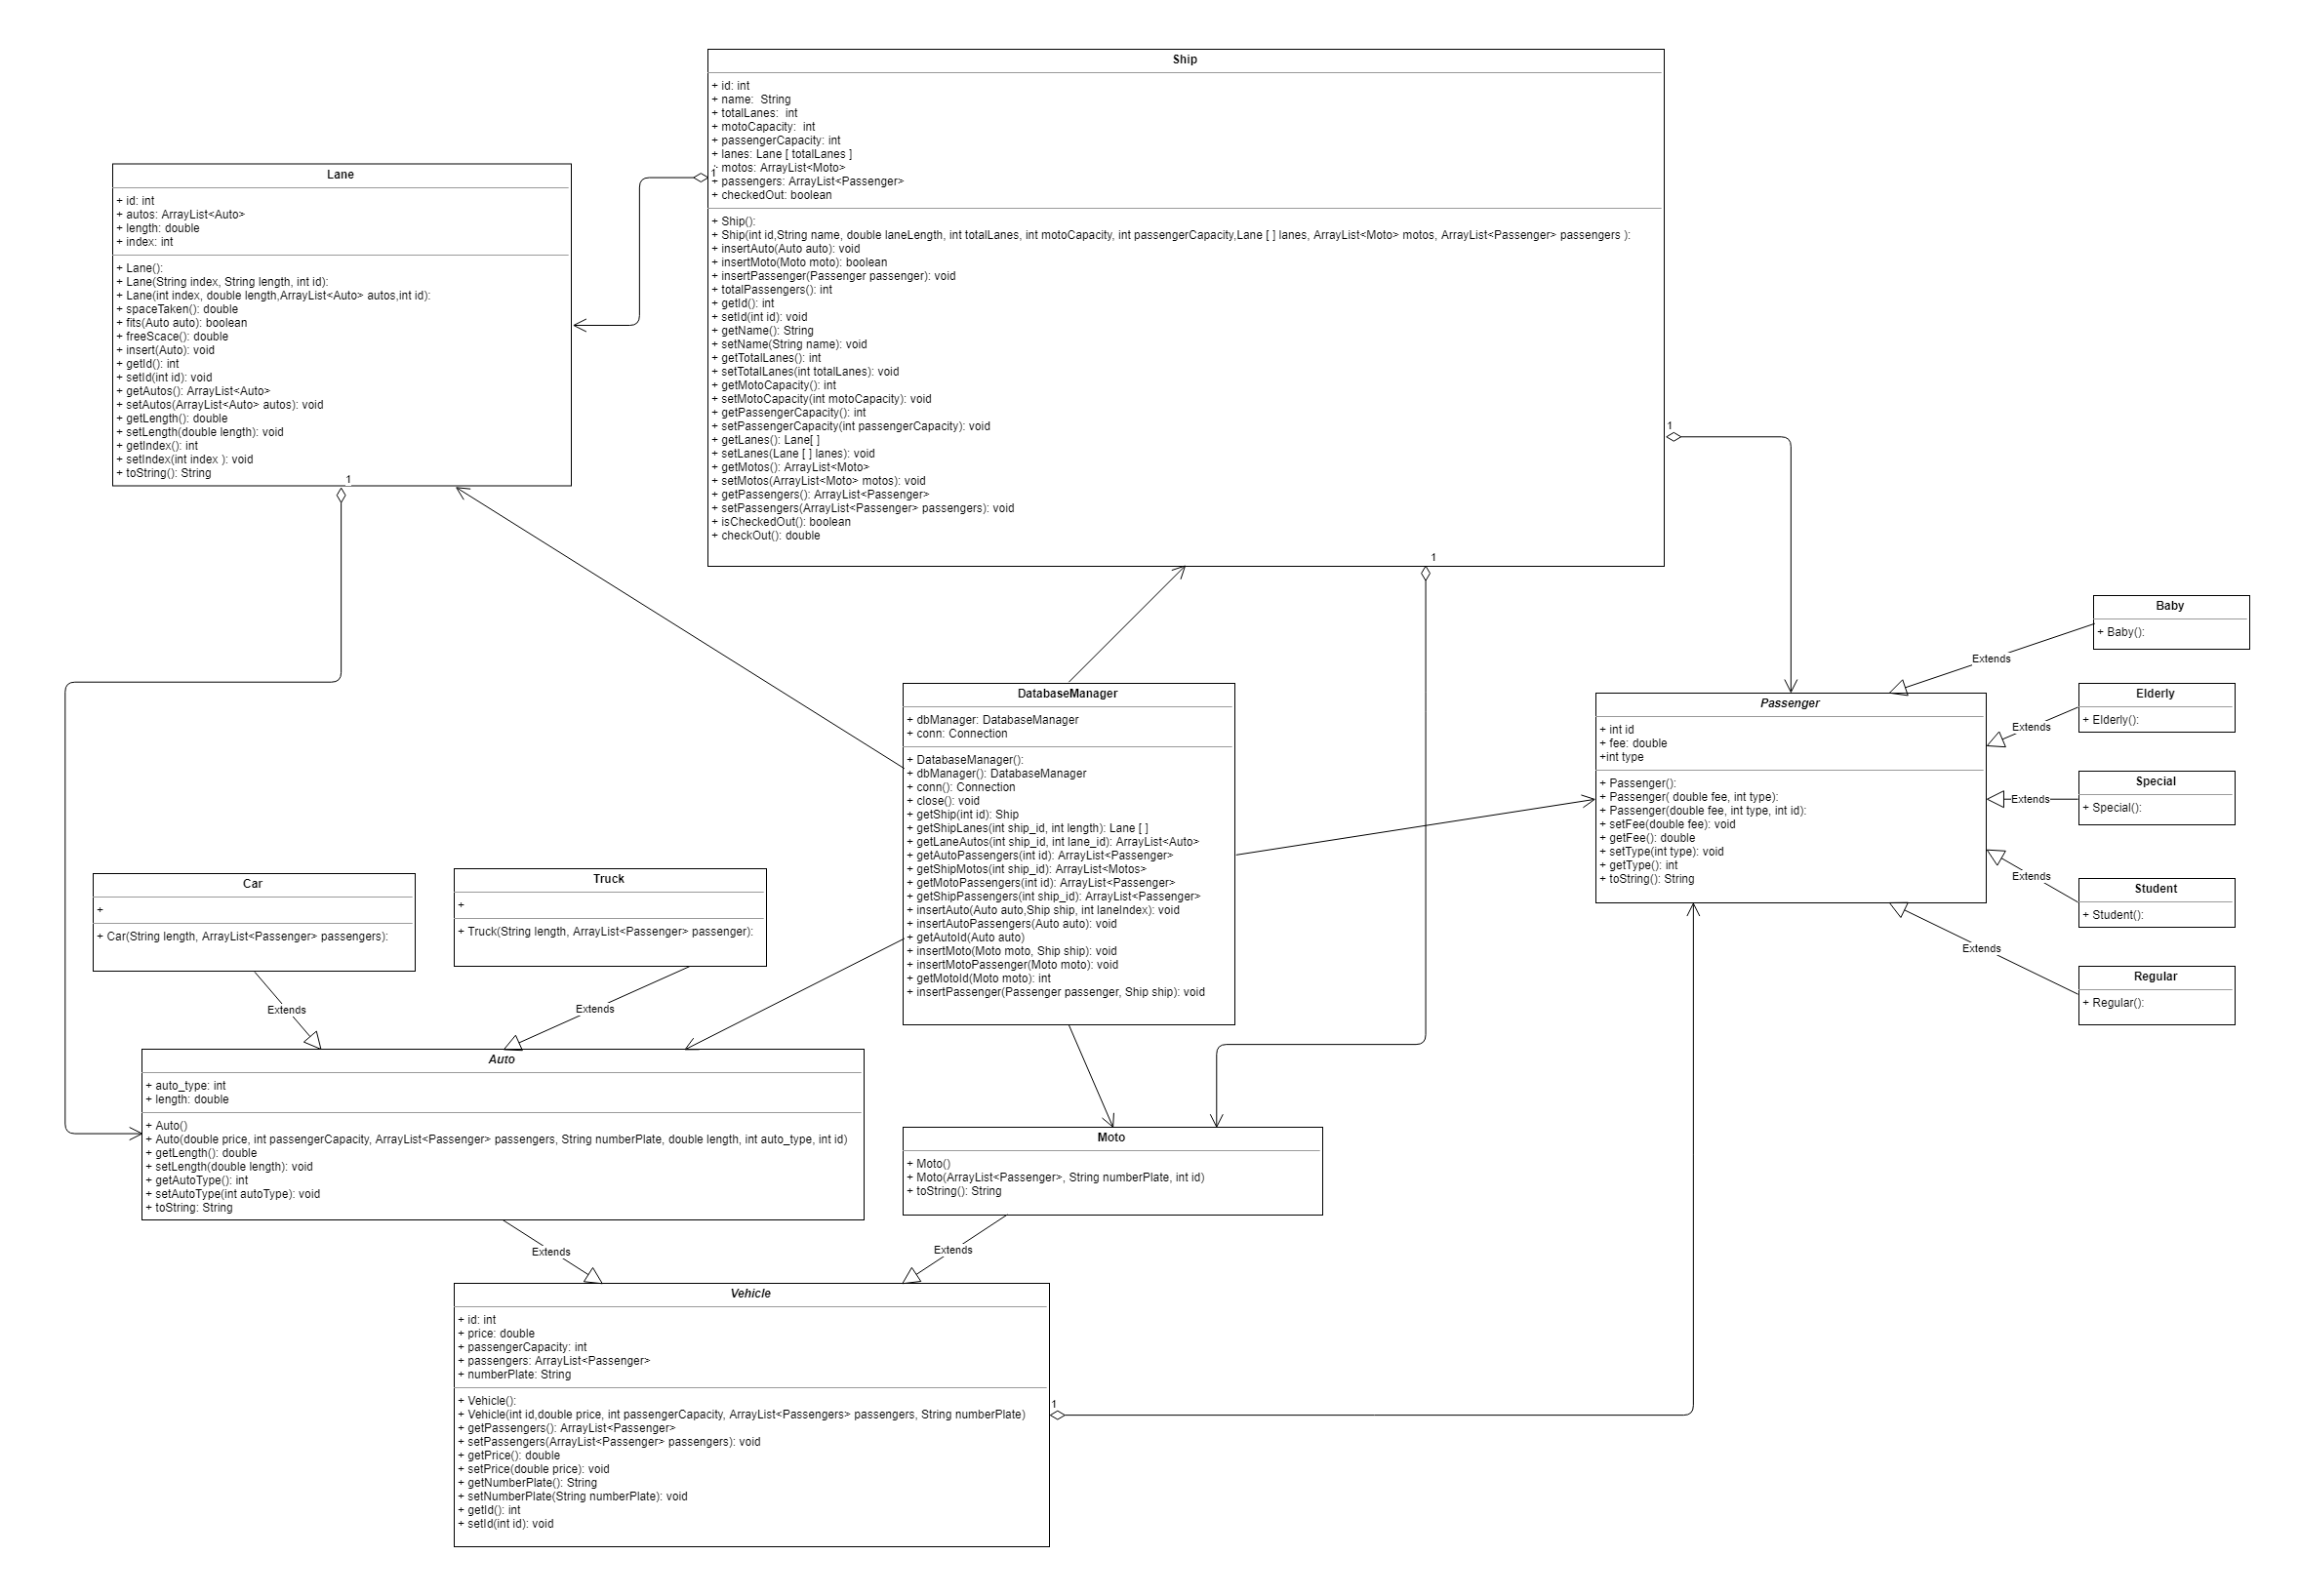 Ship
+ id: int
+ name:  String
+ totalLanes:  int
+ motoCapacity:  int
+ passengerCapacity: int
+ lanes: Lane [ totalLanes ]
+ motos: ArrayList<Moto>
+ passengers: ArrayList<Passenger>
+ checkedOut: boolean
+ Ship():
+ Ship(int id,String name, double laneLength, int totalLanes, int motoCapacity, int passengerCapacity,Lane [ ] lanes, ArrayList<Moto> motos, ArrayList<Passenger> passengers ):
+ insertAuto(Auto auto): void
+ insertMoto(Moto moto): boolean
+ insertPassenger(Passenger passenger): void
+ totalPassengers(): int
+ getId(): int
+ setId(int id): void
+ getName(): String
+ setName(String name): void
+ getTotalLanes(): int
+ setTotalLanes(int totalLanes): void
+ getMotoCapacity(): int
+ setMotoCapacity(int motoCapacity): void
+ getPassengerCapacity(): int
+ setPassengerCapacity(int passengerCapacity): void
+ getLanes(): Lane[ ]
+ setLanes(Lane [ ] lanes): void
+ getMotos(): ArrayList<Moto>
+ setMotos(ArrayList<Moto> motos): void
+ getPassengers(): ArrayList<Passenger>
+ setPassengers(ArrayList<Passenger> passengers): void
+ isCheckedOut(): boolean
+ checkOut(): double
1
1
1
Lane
+ id: int
+ autos: ArrayList<Auto>
+ length: double
+ index: int
+ Lane():
+ Lane(String index, String length, int id):
+ Lane(int index, double length,ArrayList<Auto> autos,int id):
+ spaceTaken(): double
+ fits(Auto auto): boolean
+ freeScace(): double
+ insert(Auto): void
+ getId(): int
+ setId(int id): void
+ getAutos(): ArrayList<Auto>
+ setAutos(ArrayList<Auto> autos): void
+ getLength(): double
+ setLength(double length): void
+ getIndex(): int
+ setIndex(int index ): void
+ toString(): String
1
DatabaseManager
+ dbManager: DatabaseManager
+ conn: Connection
+ DatabaseManager():
+ dbManager(): DatabaseManager
+ conn(): Connection
+ close(): void
+ getShip(int id): Ship
+ getShipLanes(int ship_id, int length): Lane [ ]
+ getLaneAutos(int ship_id, int lane_id): ArrayList<Auto>
+ getAutoPassengers(int id): ArrayList<Passenger>
+ getShipMotos(int ship_id): ArrayList<Motos>
+ getMotoPassengers(int id): ArrayList<Passenger>
+ getShipPassengers(int ship_id): ArrayList<Passenger>
+ insertAuto(Auto auto,Ship ship, int laneIndex): void
+ insertAutoPassengers(Auto auto): void
+ getAutoId(Auto auto)
+ insertMoto(Moto moto, Ship ship): void
+ insertMotoPassenger(Moto moto): void
+ getMotoId(Moto moto): int
+ insertPassenger(Passenger passenger, Ship ship): void
Passenger
+ int id
+ fee: double
+int type
+ Passenger():
+ Passenger( double fee, int type):
+ Passenger(double fee, int type, int id):
+ setFee(double fee): void
+ getFee(): double
+ setType(int type): void
+ getType(): int
+ toString(): String
Baby
+ Baby():
Extends
Elderly
+ Elderly():
Extends
Special
+ Special():
Extends
Student
+ Student():
Extends
Regular
+ Regular():
Extends
Car
+
+ Car(String length, ArrayList<Passenger> passengers):
Extends
Truck
+
+ Truck(String length, ArrayList<Passenger> passenger):
Extends
Auto
+ auto_type: int
+ length: double
+ Auto()
+ Auto(double price, int passengerCapacity, ArrayList<Passenger> passengers, String numberPlate, double length, int auto_type, int id)
+ getLength(): double
+ setLength(double length): void
+ getAutoType(): int
+ setAutoType(int autoType): void
+ toString: String
Extends
Moto
+ Moto()
+ Moto(ArrayList<Passenger>, String numberPlate, int id)
+ toString(): String
Extends
Vehicle
+ id: int
+ price: double
+ passengerCapacity: int
+ passengers: ArrayList<Passenger>
+ numberPlate: String
+ Vehicle():
+ Vehicle(int id,double price, int passengerCapacity, ArrayList<Passengers> passengers, String numberPlate)
+ getPassengers(): ArrayList<Passenger>
+ setPassengers(ArrayList<Passenger> passengers): void
+ getPrice(): double
+ setPrice(double price): void
+ getNumberPlate(): String
+ setNumberPlate(String numberPlate): void
+ getId(): int
+ setId(int id): void
1